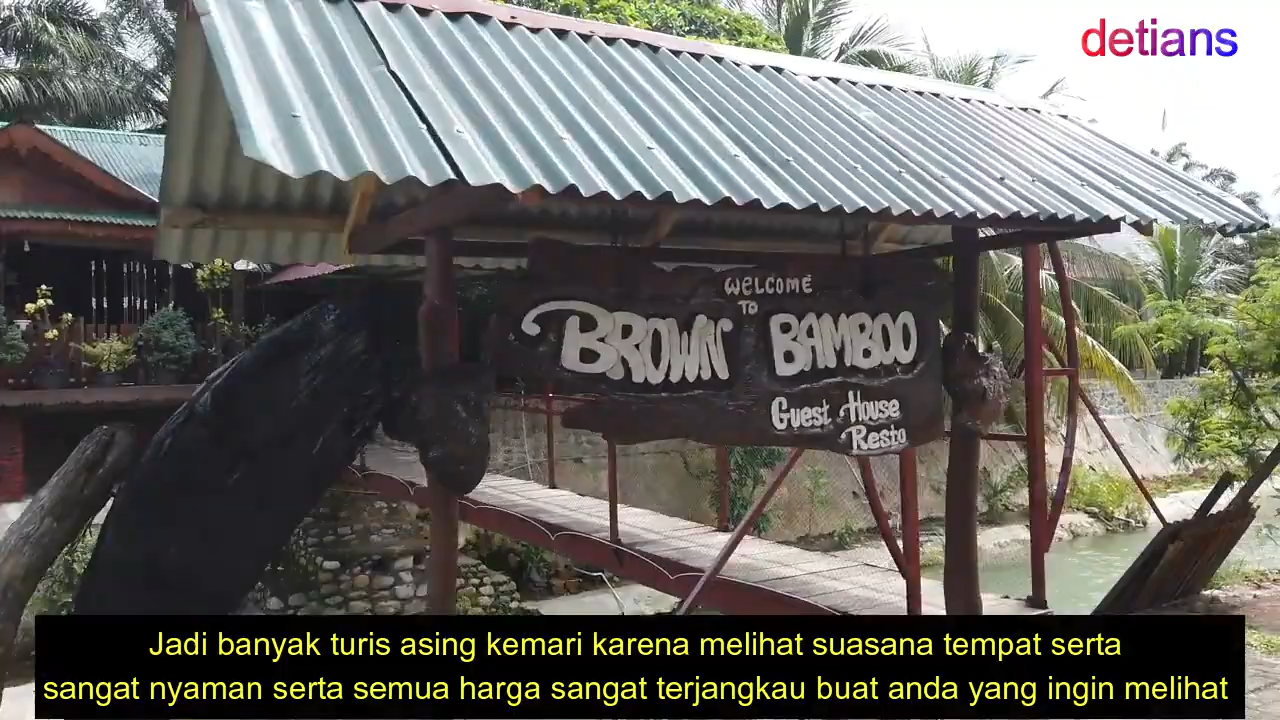 detians
WELCOME
TO
BROWN BAMBOO
Guest House
Resto
Jadi banyak turis asing kemari karena melihat suasana tempat serta
sangat nyaman serta semua harga sangat terjangkau buat anda yang ingin melihat